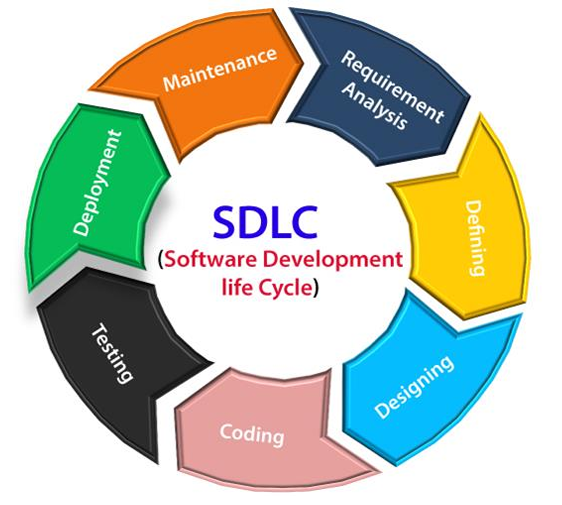 SDLC
(Software Development
life Cycle)
Requirement
Analysis
Defining
Designing
Coding
Testing
Deployment
Maintenance